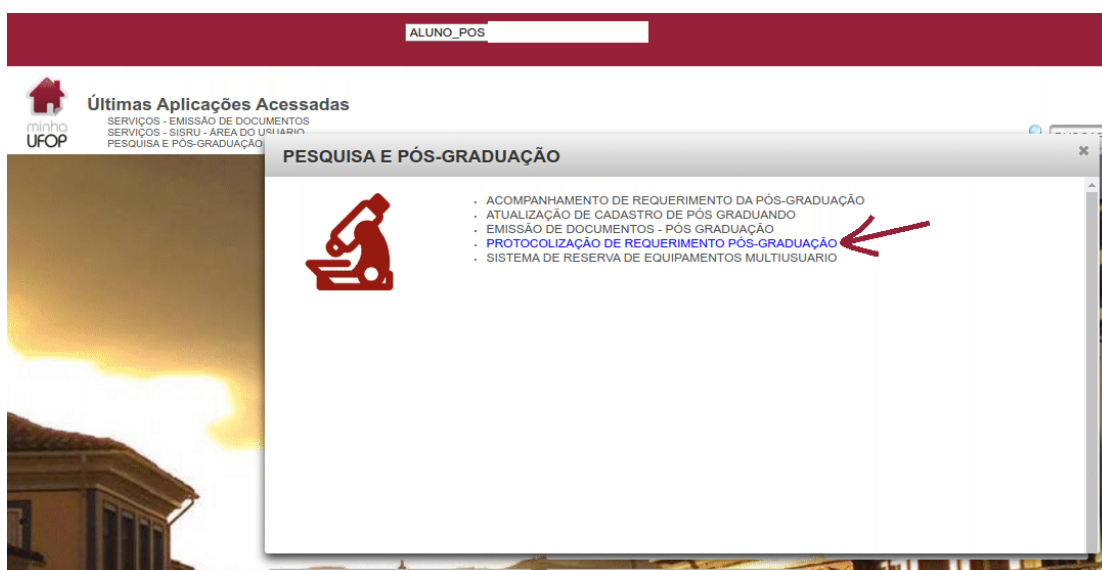 ALUNO_POS
minha
UFOP
Últimas Aplicações Acessadas
SERVIÇOS - EMISSÃO DE DOCUMENTOS
SERVIÇOS - SISRU - ÁREA DO USUARIO
PESQUISA E PÓS-GRADUAÇÃO
PESQUISA E PÓS-GRADUAÇÃO
ACOMPANHAMENTO DE REQUERIMENTO DA PÓS-GRADUAÇÃO
ATUALIZAÇÃO DE CADASTRO DE PÓS GRADUANDO
EMISSÃO DE DOCUMENTOS - PÓS GRADUAÇÃO
PROTOCOLIZAÇÃO DE REQUERIMENTO PÓS-GRADUAÇÃO
SISTEMA DE RESERVA DE EQUIPAMENTOS MULTIUSUARIO